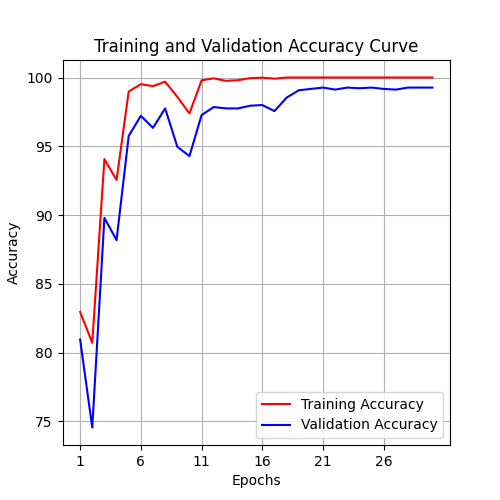 Training and Validation Accuracy Curve
100
95
90
85
80
75
Accuracy
Training Accuracy
Validation Accuracy
1 6 11 16 21 26
Epochs